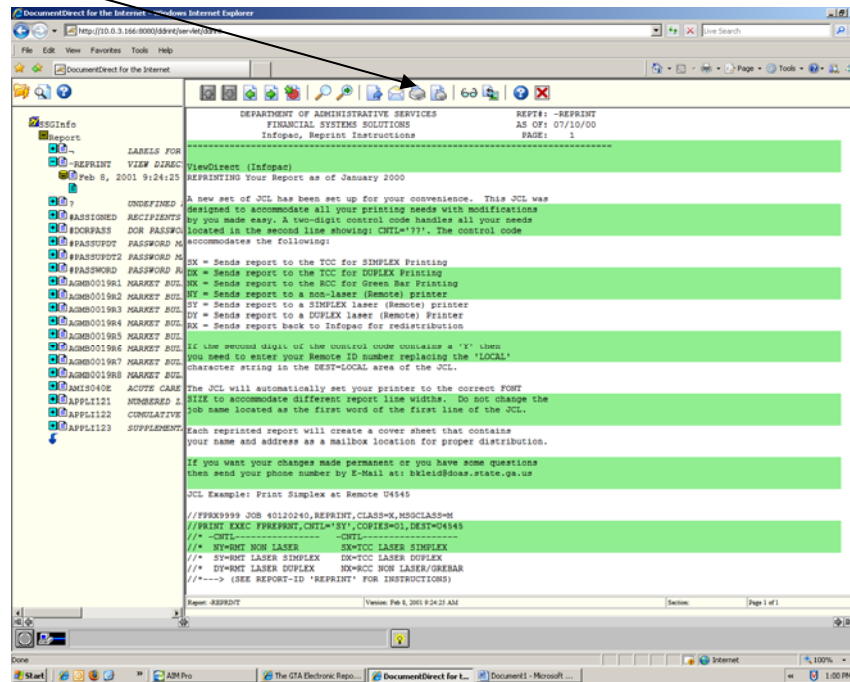 DocumentDirect for the Internet - Windows Internet Explorer
http://10.0.3.166:8080/ddrint/servlet/ddrint
Live Search
File Edit View Favorites Tools Help
DocumentDirect for the Internet
Page Tools
SSGInfo
Report
LABELS FOR
-REPRINT VIEW DIREC
Feb 8, 2001 9:24:25
? UNDEFINED
#ASSIGNED RECIPIENTS
#DORPASS DOR PASSWO
#PASSUPDT PASSWORD M
#PASSUPDT2 PASSWORD M
#PASSWORD PASSWORD R
AGMB0019R1 MARKET BUL
AGMB0019R2 MARKET BUL
AGMB0019R3 MARKET BUL
AGMB0019R4 MARKET BUL
AGMB0019R5 MARKET BUL
AGMB0019R6 MARKET BUL
AGMB0019R7 MARKET BUL
AGMB0019R8 MARKET BUL
AMIS040E ACUTE CARE
APPLI121 NUMBERED L
APPLI122 CUMULATIVE
APPLI123 SUPPLEMENT
DEPARTMENT OF ADMINISTRATIVE SERVICES REPT#: -REPRINT
FINANCIAL SYSTEMS SOLUTIONS AS OF: 07/10/00
Infopac, Reprint Instructions PAGE: 1
ViewDirect (Infopac)
REPRINTING Your Report as of January 2000
A new set of JCL has been set up for your convenience. This JCL was
designed to accommodate all your printing needs with modifications
by you made easy. A two-digit control code handles all your needs
located in the second line showing: CNTL='??'. The control code
accommodates the following:
SX = Sends report to the TCC for SIMPLEX Printing
DX = Sends report to the TCC for DUPLEX Printing
NX = Sends report to the RCC for Green Bar Printing
NY = Sends report to a non-laser (Remote) printer
SY = Sends report to a SIMPLEX laser (Remote) printer
DY = Sends report to a DUPLEX laser (Remote) Printer
RX = Sends report back to Infopac for redistribution
If the second digit of the control code contains a 'Y' then
you need to enter your Remote ID number replacing the 'LOCAL'
character string in the DEST=LOCAL area of the JCL.
The JCL will automatically set your printer to the correct FONT
SIZE to accommodate different report line widths. Do not change the
job name located as the first word of the first line of the JCL.
Each reprinted report will create a cover sheet that contains
your name and address as a mailbox location for proper distribution.
If you want your changes made permanent or you have some questions
then send your phone number by E-Mail at: bkleid@doas.state.ga.us
JCL Example: Print Simplex at Remote U4545
//FPRX9999 JOB 40120240,REPRINT,CLASS=X,MSGCLASS=M
//PRINT EXEC FPREPRNT,CNTL='SY',COPIES=01,DEST=U4545
//* -CNTL---------------- -CNTL------------------
//* NY=RMT NON LASER SX=TCC LASER SIMPLEX
//* SY=RMT LASER SIMPLEX DX=TCC LASER DUPLEX
//* DY=RMT LASER DUPLEX NX=RCC NON LASER/GREBAR
//*---> (SEE REPORT-ID 'REPRINT' FOR INSTRUCTIONS)
Report: -REPRINT Version: Feb 8, 2001 9:24:25 AM Section: Page 1 of 1
Done Internet 100%
Start AIM Pro The GTA Electronic Repo... DocumentDirect for t... Document1 - Microsoft ... 1:00 PM